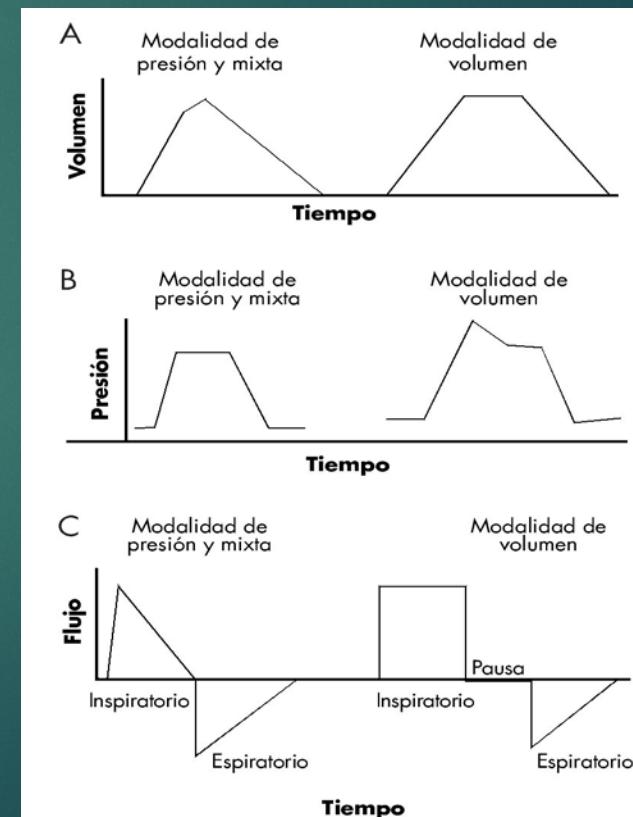 A
Modalidad de
presión y mixta
Modalidad de
volumen
Volumen
Tiempo
B
Modalidad de
presión y mixta
Modalidad de
volumen
Presión
Tiempo
C
Modalidad de
presión y mixta
Modalidad de
volumen
Flujo
Pausa
Inspiratorio
Inspiratorio
Espiratorio
Espiratorio
Tiempo